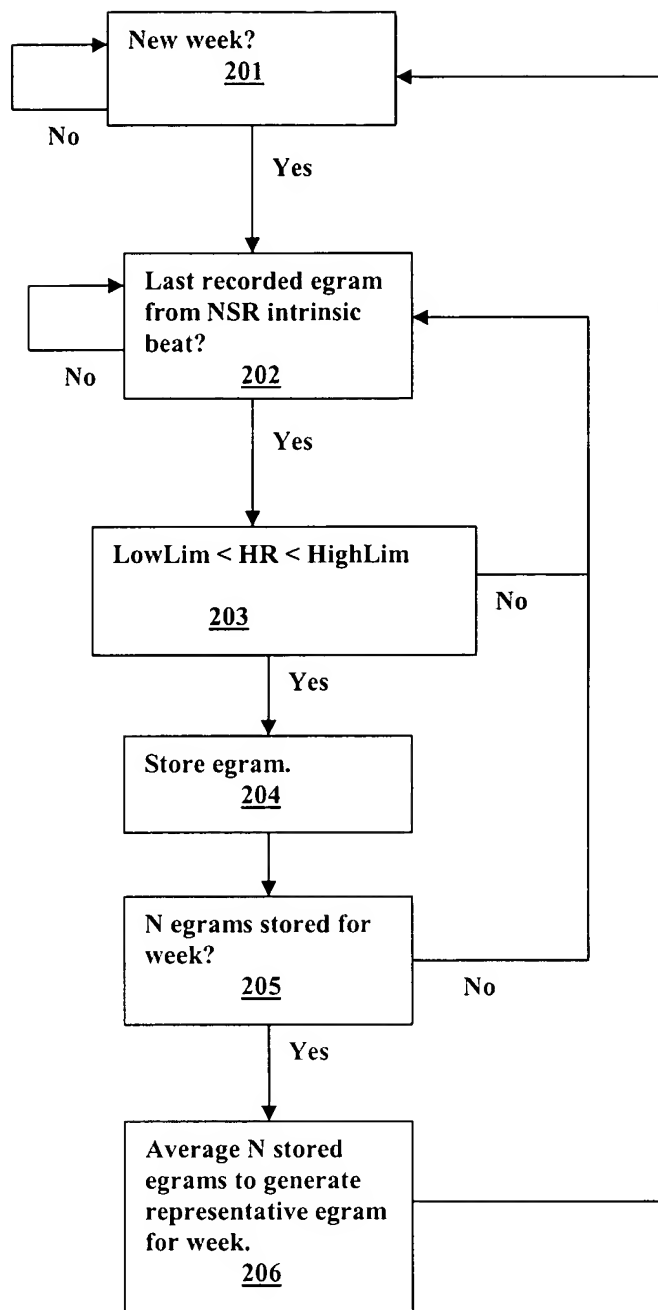 New week?
201
No
Yes
Last recorded egram
from NSR intrinsic
beat?
202
No
Yes
LowLim < HR < HighLim
203
No
Yes
Store egram.
204
N egrams stored for
week?
205
No
Yes
Average N stored
egrams to generate
representative egram
for week.
206